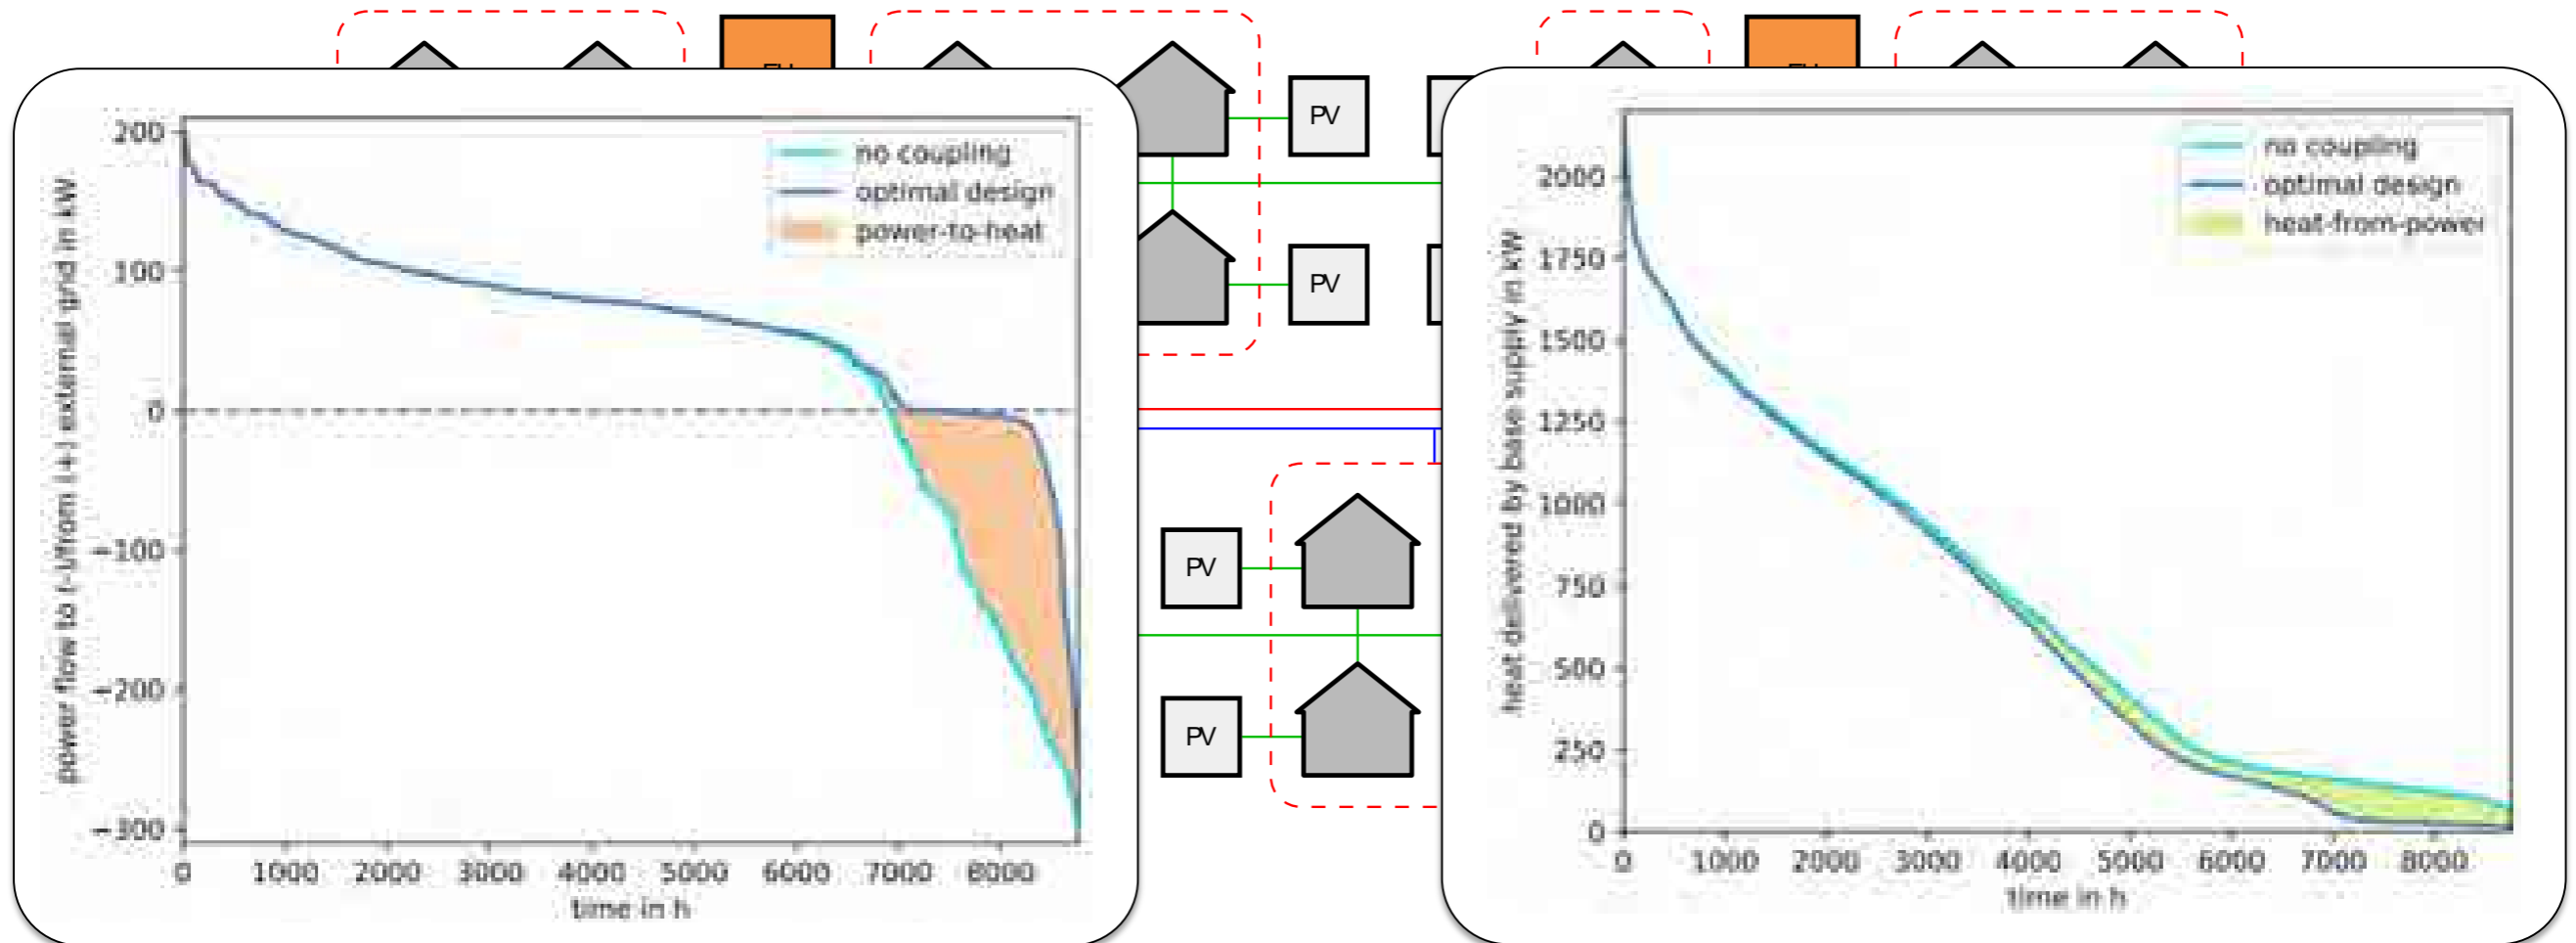 200
100
0
−100
−200
−300
power flow to (-)/from (+) external grid in kW
no coupling
optimal design
power-to-heat
0 1000 2000 3000 4000 5000 6000 7000 8000
time in h
PV
PV
PV
PV
2000
1750
1500
1250
1000
750
500
250
0
heat delivered by base supply in kW
no coupling
optimal design
heat-from-power
0 1000 2000 3000 4000 5000 6000 7000 8000
time in h